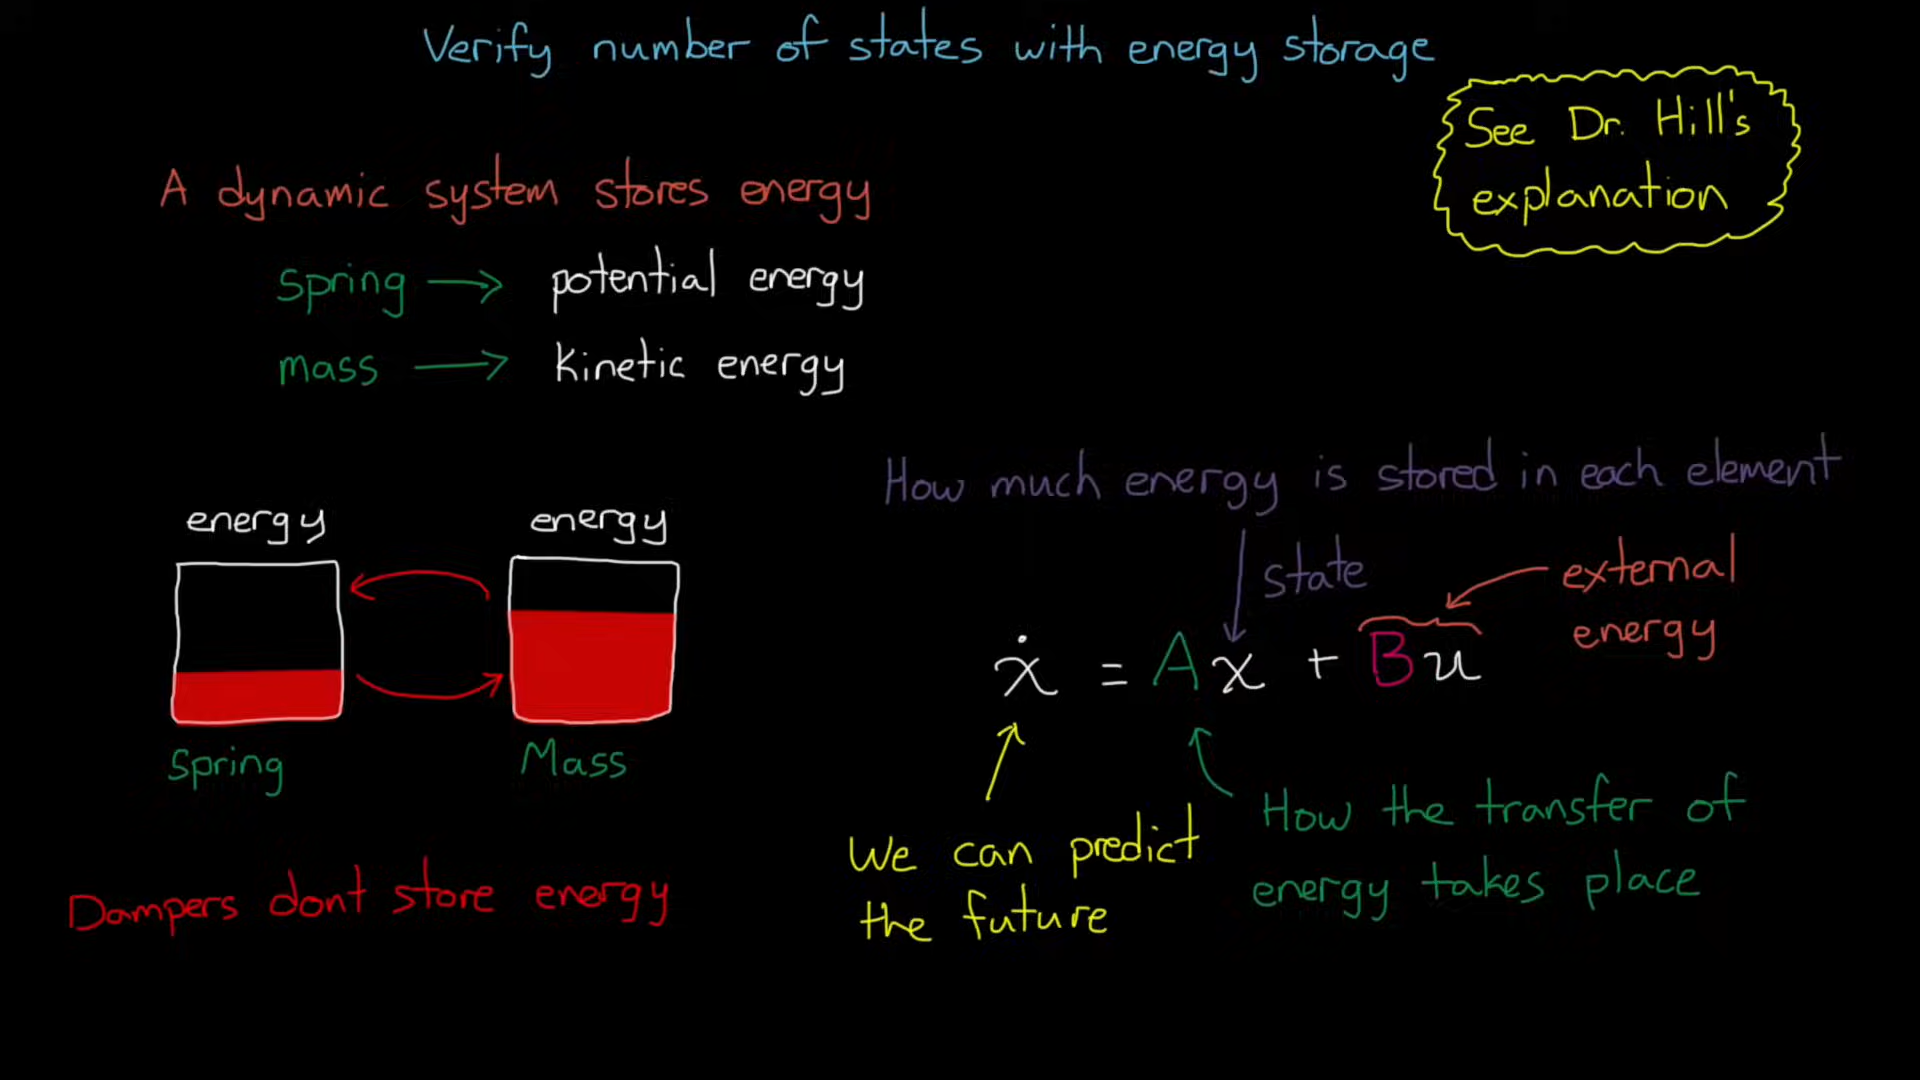 Verify number of states with energy storage
See Dr. Hill's
explanation
A dynamic system stores energy
spring → potential energy
mass → kinetic energy
How much energy is stored in each element
energy
energy
state
external
energy
ẋ = Ax + Bu
Spring
Mass
We can predict
the future
How the transfer of
energy takes place
Dampers dont store energy